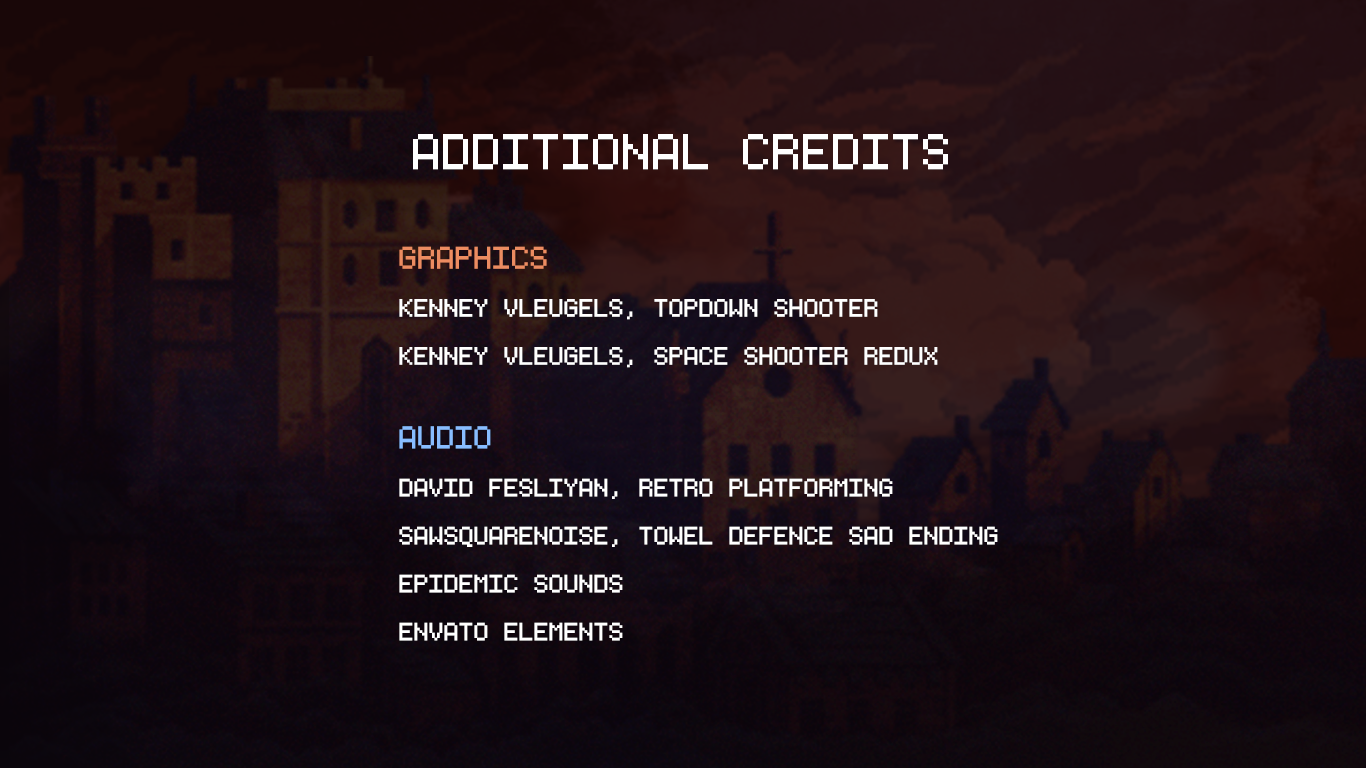 ADDITIONAL CREDITS
GRAPHICS
KENNEY VLEUGELS, TOPDOWN SHOOTER
KENNEY VLEUGELS, SPACE SHOOTER REDUX
AUDIO
DAVID FESLIYAN, RETRO PLATFORMING
SAWSQUARENOISE, TOWEL DEFENCE SAD ENDING
EPIDEMIC SOUNDS
ENVATO ELEMENTS